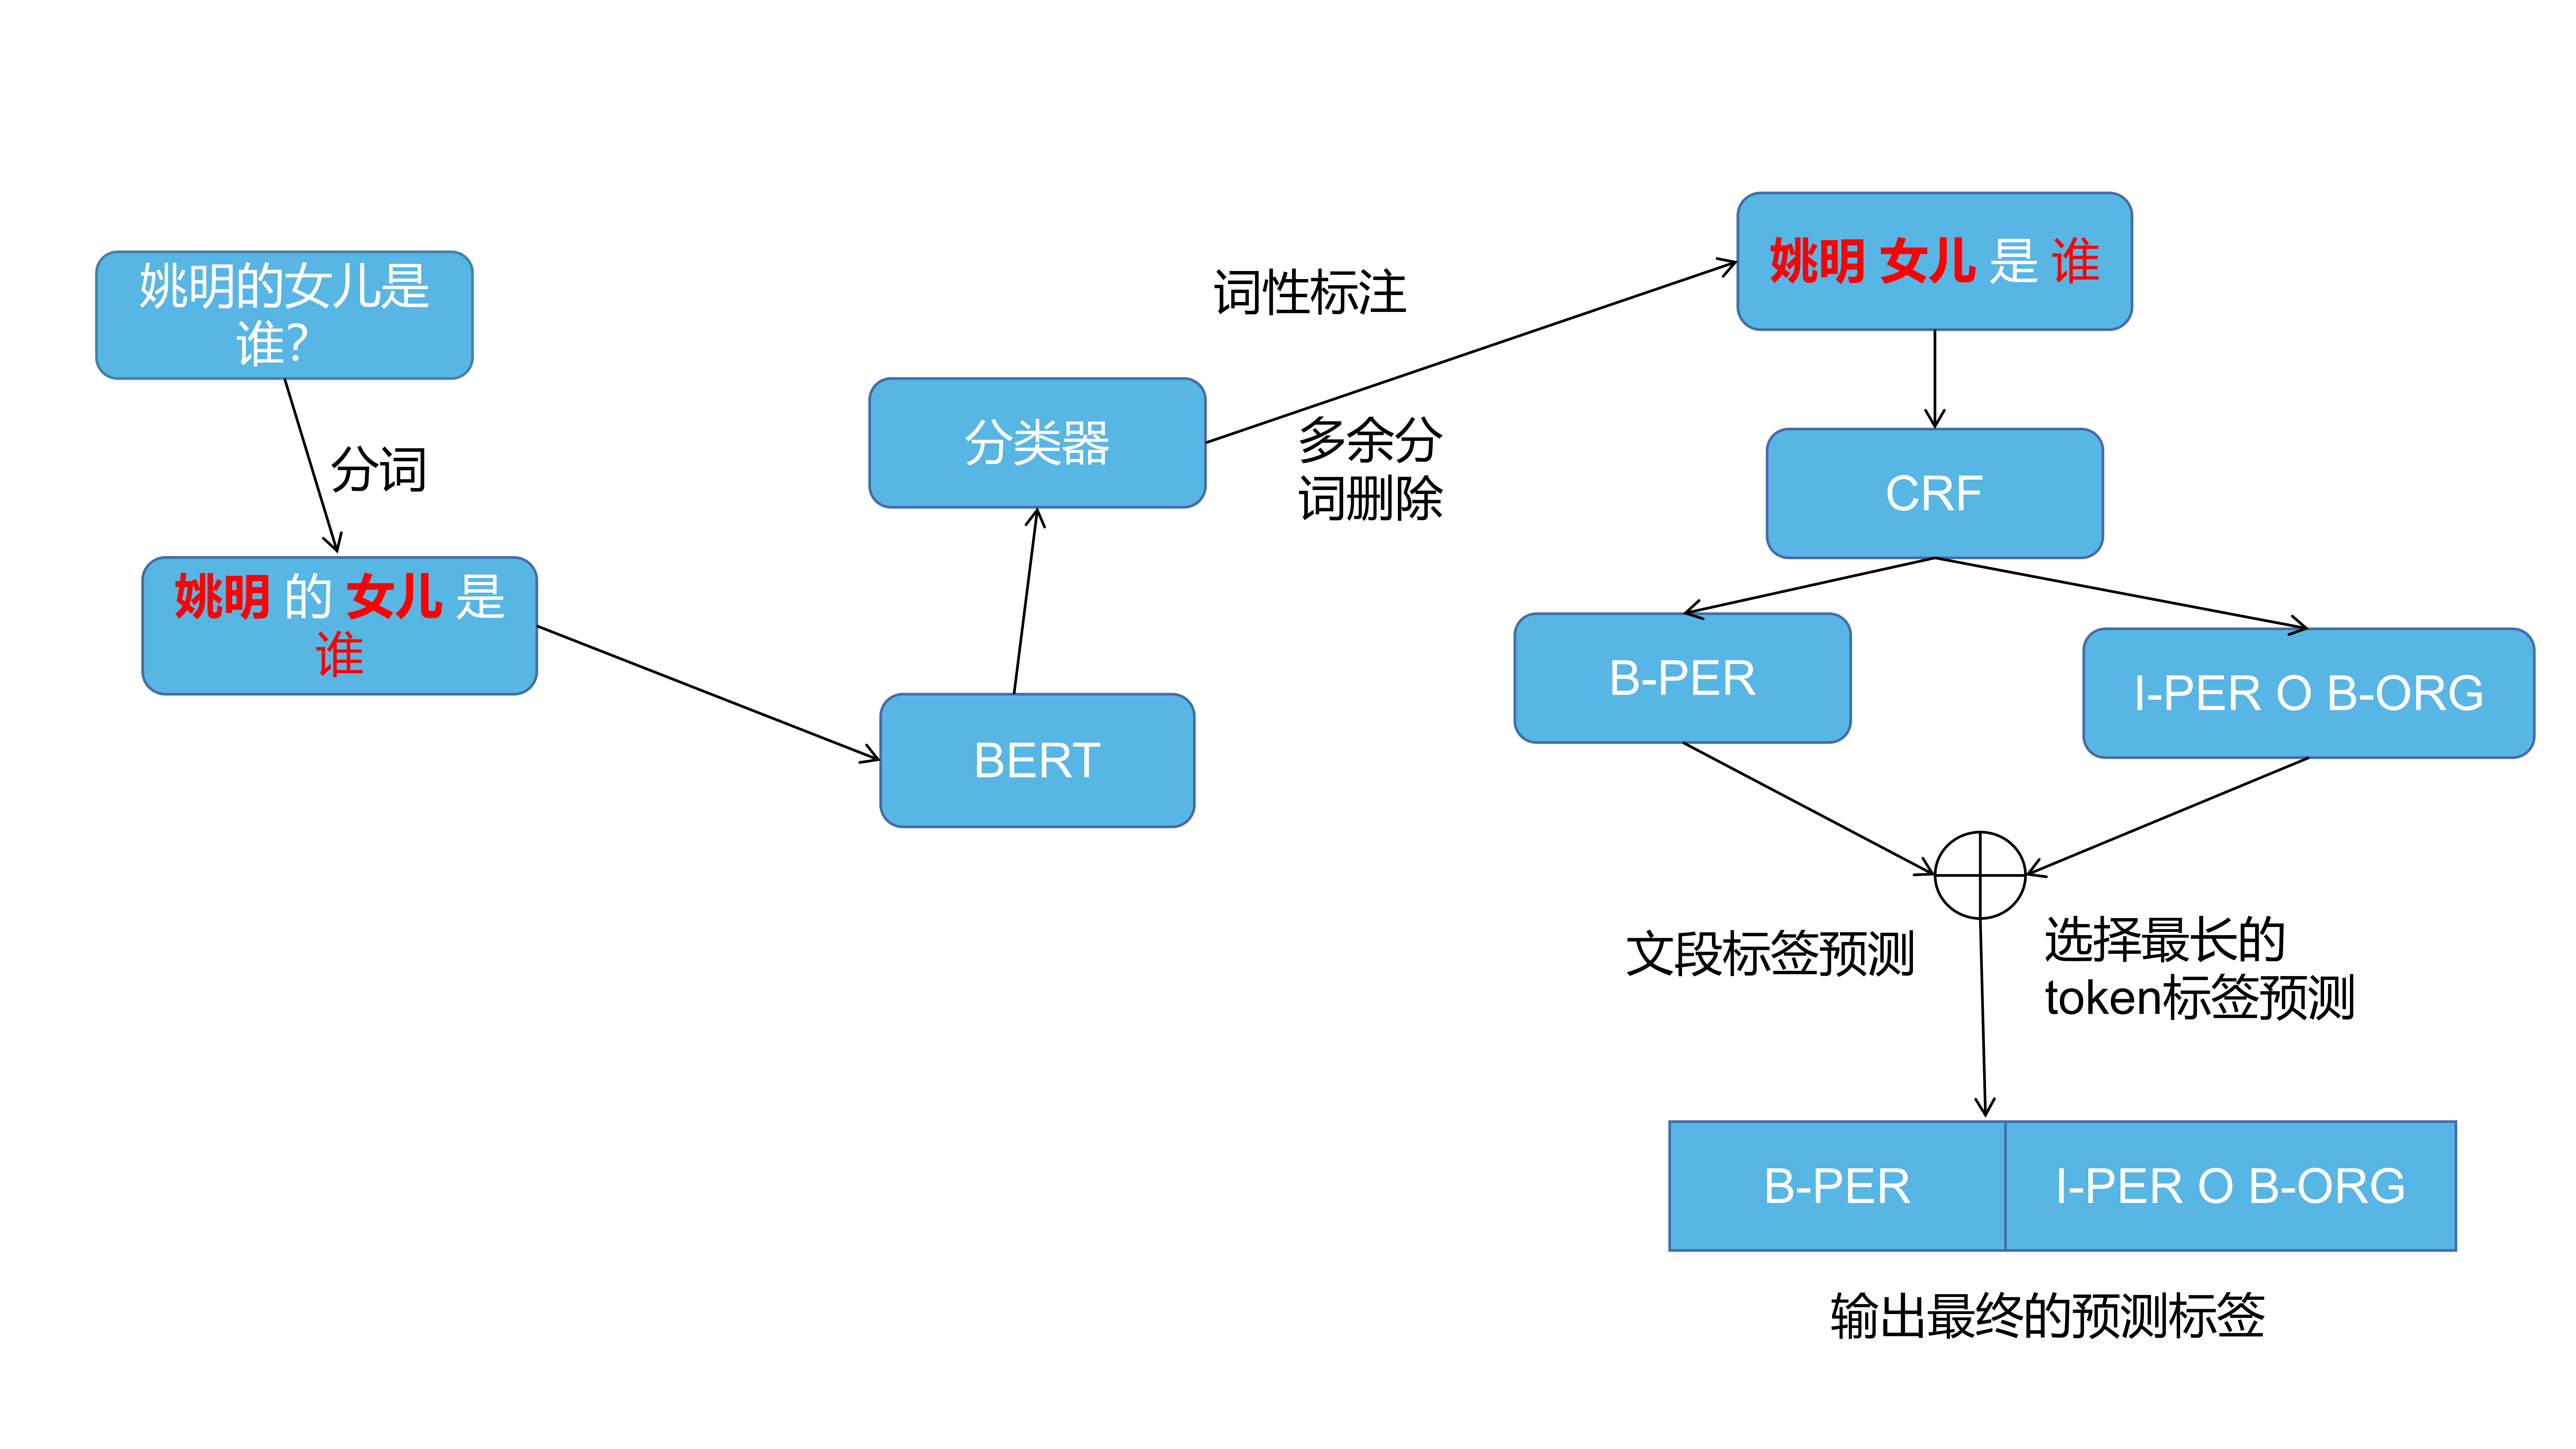 姚明的女儿是
谁?
分词
姚明 的 女儿 是
谁
BERT
分类器
词性标注
多余分
词删除
姚明 女儿 是 谁
CRF
B-PER
I-PER O B-ORG
文段标签预测
选择最长的
token标签预测
B-PER
I-PER O B-ORG
输出最终的预测标签